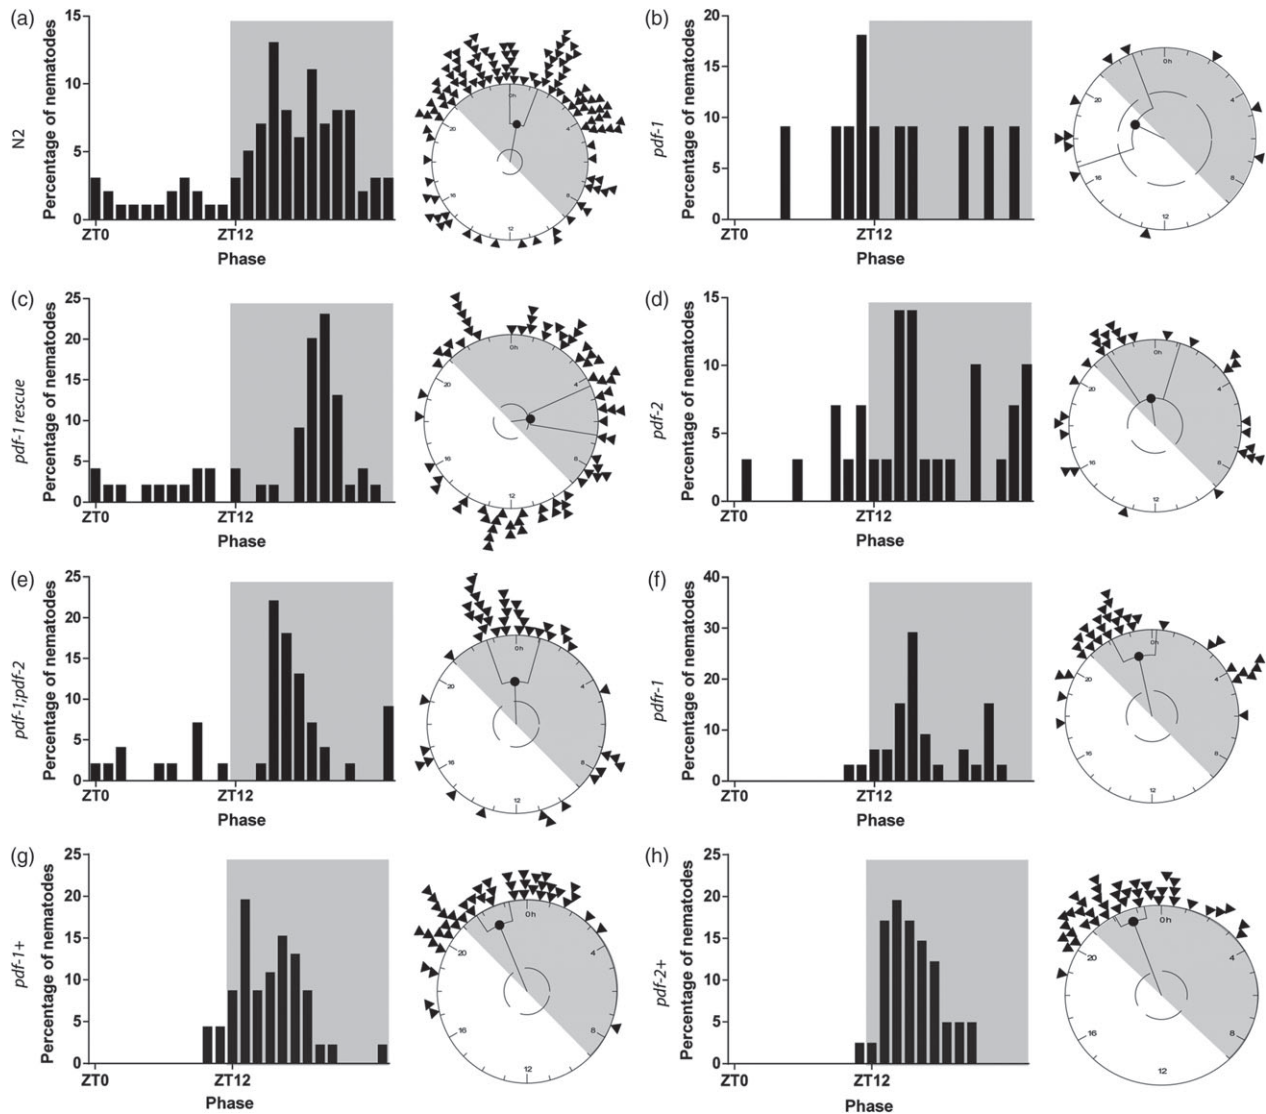 (a)
N2
Percentage of nematodes
15
10
5
0
ZT0
ZT12
Phase
0h
4
8
12
16
20
(b)
pdf-1
Percentage of nematodes
20
15
10
5
0
ZT0
ZT12
Phase
0h
4
8
12
16
20
(c)
pdf-1 rescue
Percentage of nematodes
25
20
15
10
5
0
ZT0
ZT12
Phase
0h
4
8
12
16
20
(d)
pdf-2
Percentage of nematodes
15
10
5
0
ZT0
ZT12
Phase
0h
4
8
12
16
20
(e)
pdf-1;pdf-2
Percentage of nematodes
25
20
15
10
5
0
ZT0
ZT12
Phase
0h
4
8
12
16
20
(f)
pdfr-1
Percentage of nematodes
40
30
20
10
0
ZT0
ZT12
Phase
0h
4
8
12
16
20
(g)
pdf-1+
Percentage of nematodes
25
20
15
10
5
0
ZT0
ZT12
Phase
0h
4
8
12
16
20
(h)
pdf-2+
Percentage of nematodes
25
20
15
10
5
0
ZT0
ZT12
Phase
0h
4
8
12
16
20